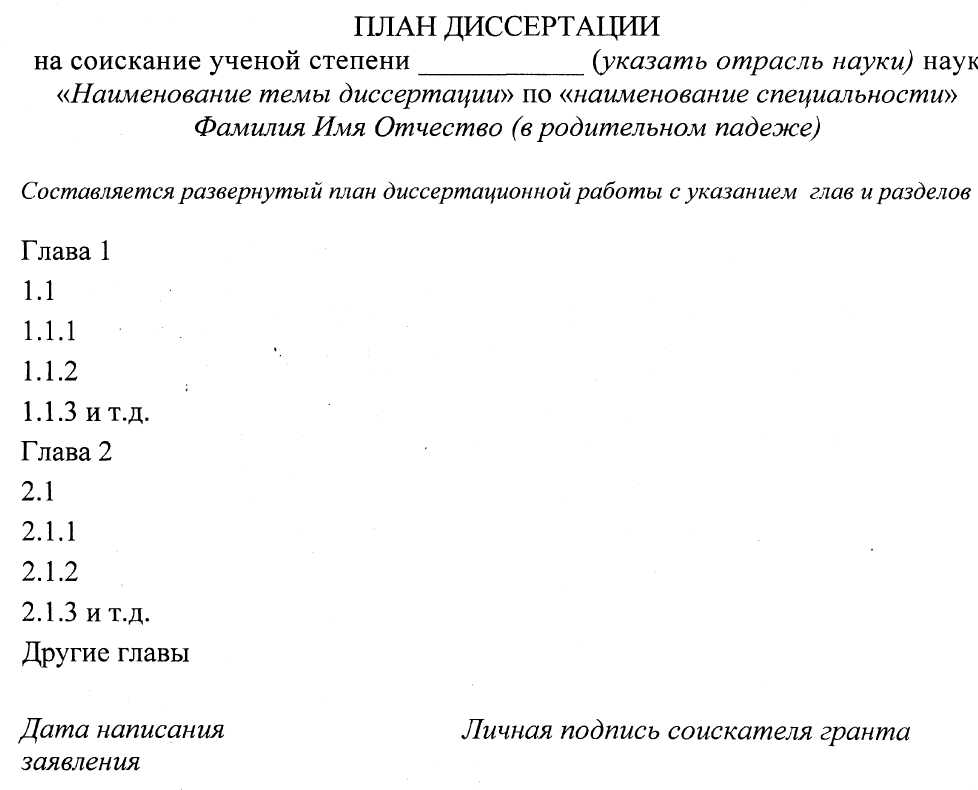 ПЛАН ДИССЕРТАЦИИ
на соискание ученой степени ____________ (указать отрасль науки) наук
«Наименование темы диссертации» по «наименование специальности»
Фамилия Имя Отчество (в родительном падеже)
Составляется развернутый план диссертационной работы с указанием глав и разделов
Глава 1
1.1
1.1.1
1.1.2
1.1.3 и т.д.
Глава 2
2.1
2.1.1
2.1.2
2.1.3 и т.д.
Другие главы
Дата написания Личная подпись соискателя гранта
заявления